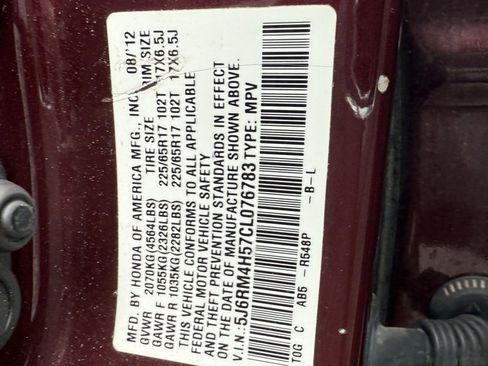 MFD. BY HONDA OF AMERICA MFG., INC. 08/'12
GVWR 2070KG(4564LBS) TIRE SIZE RIM SIZE
GAWR F 1055KG(2326LBS) 225/65R17 102T 17X6.5J
GAWR R 1035KG(2282LBS) 225/65R17 102T 17X6.5J
THIS VEHICLE CONFORMS TO ALL APPLICABLE
FEDERAL MOTOR VEHICLE SAFETY
AND THEFT PREVENTION STANDARDS IN EFFECT
ON THE DATE OF MANUFACTURE SHOWN ABOVE.
V.I.N.:5J6RM4H57CL076783 TYPE: MPV
TOG C AB5 -R548P -B-L